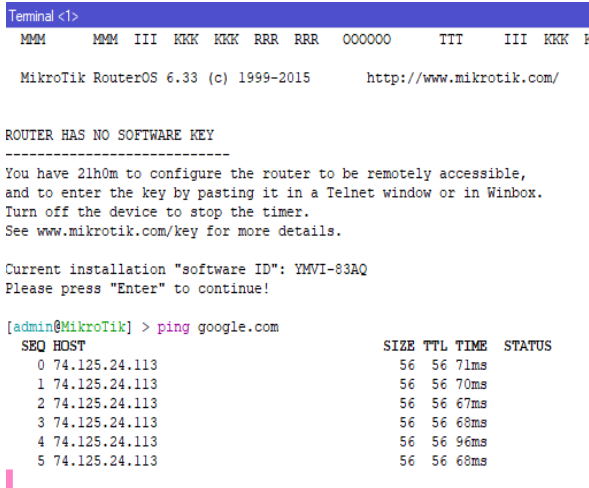 Terminal <1>
MMM MMM III KKK KKK RRR RRR OOOOOO TTT III KKK
MikroTik RouterOS 6.33 (c) 1999-2015 http://www.mikrotik.com/
ROUTER HAS NO SOFTWARE KEY
----------------------------
You have 21h0m to configure the router to be remotely accessible,
and to enter the key by pasting it in a Telnet window or in Winbox.
Turn off the device to stop the timer.
See www.mikrotik.com/key for more details.
Current installation "software ID": YMVI-83AQ
Please press "Enter" to continue!
[admin@MikroTik] > ping google.com
SEQ HOST SIZE TTL TIME STATUS
0 74.125.24.113 56 56 71ms
1 74.125.24.113 56 56 70ms
2 74.125.24.113 56 56 67ms
3 74.125.24.113 56 56 68ms
4 74.125.24.113 56 56 96ms
5 74.125.24.113 56 56 68ms